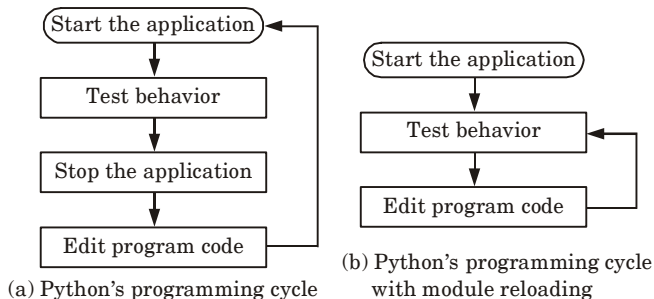 Start the application
Test behavior
Stop the application
Edit program code
(a) Python's programming cycle
Start the application
Test behavior
Edit program code
(b) Python's programming cycle
with module reloading